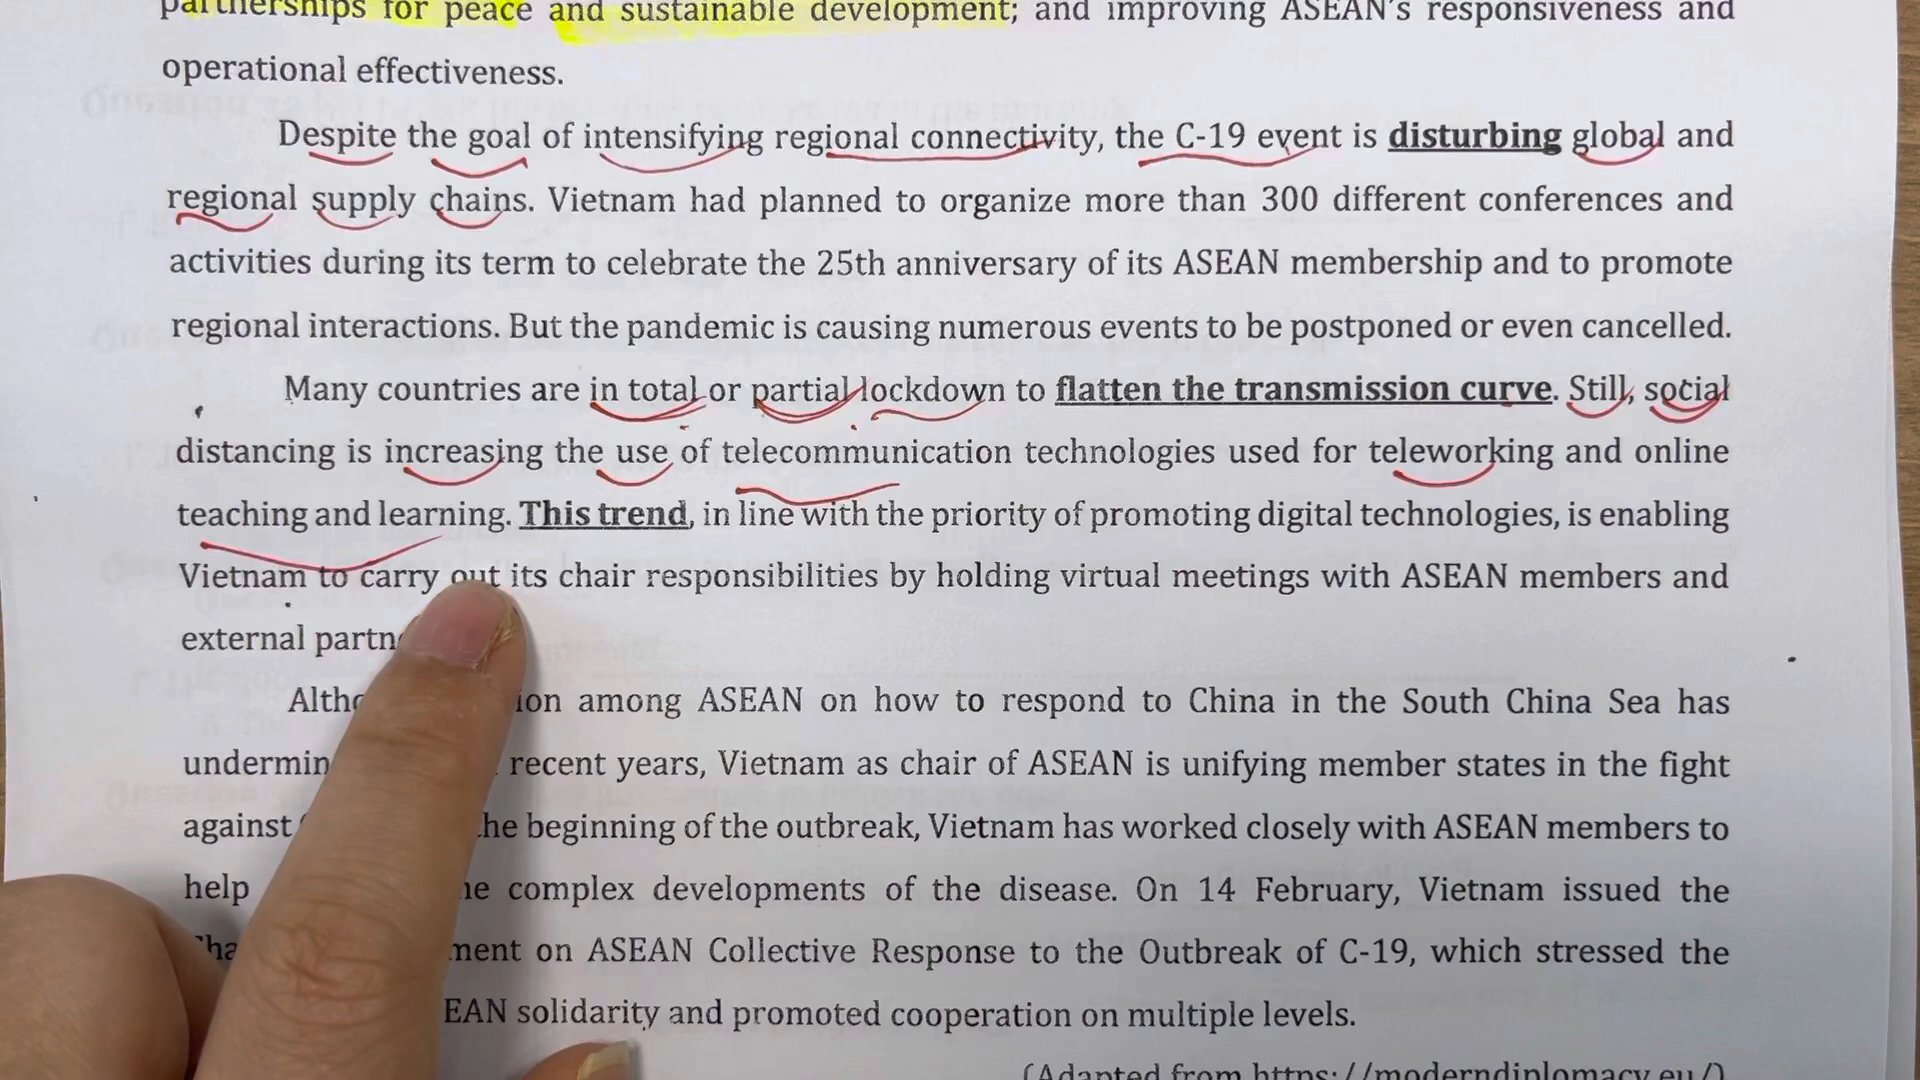 partnerships for peace and sustainable development; and improving ASEAN's responsiveness and
operational effectiveness.
Despite the goal of intensifying regional connectivity, the C-19 event is disturbing global and
regional supply chains. Vietnam had planned to organize more than 300 different conferences and
activities during its term to celebrate the 25th anniversary of its ASEAN membership and to promote
regional interactions. But the pandemic is causing numerous events to be postponed or even cancelled.
Many countries are in total or partial lockdown to flatten the transmission curve. Still, social
distancing is increasing the use of telecommunication technologies used for teleworking and online
teaching and learning. This trend, in line with the priority of promoting digital technologies, is enabling
Vietnam to carry out its chair responsibilities by holding virtual meetings with ASEAN members and
external
among ASEAN on how to respond to China in the South China Sea has
recent years, Vietnam as chair of ASEAN is unifying member states in the fight
against beginning of the outbreak, Vietnam has worked closely with ASEAN members to
help complex developments of the disease. On 14 February, Vietnam issued the
on ASEAN Collective Response to the Outbreak of C-19, which stressed the
solidarity and promoted cooperation on multiple levels.
(Adapted from https://moderndiplomacy.eu/)